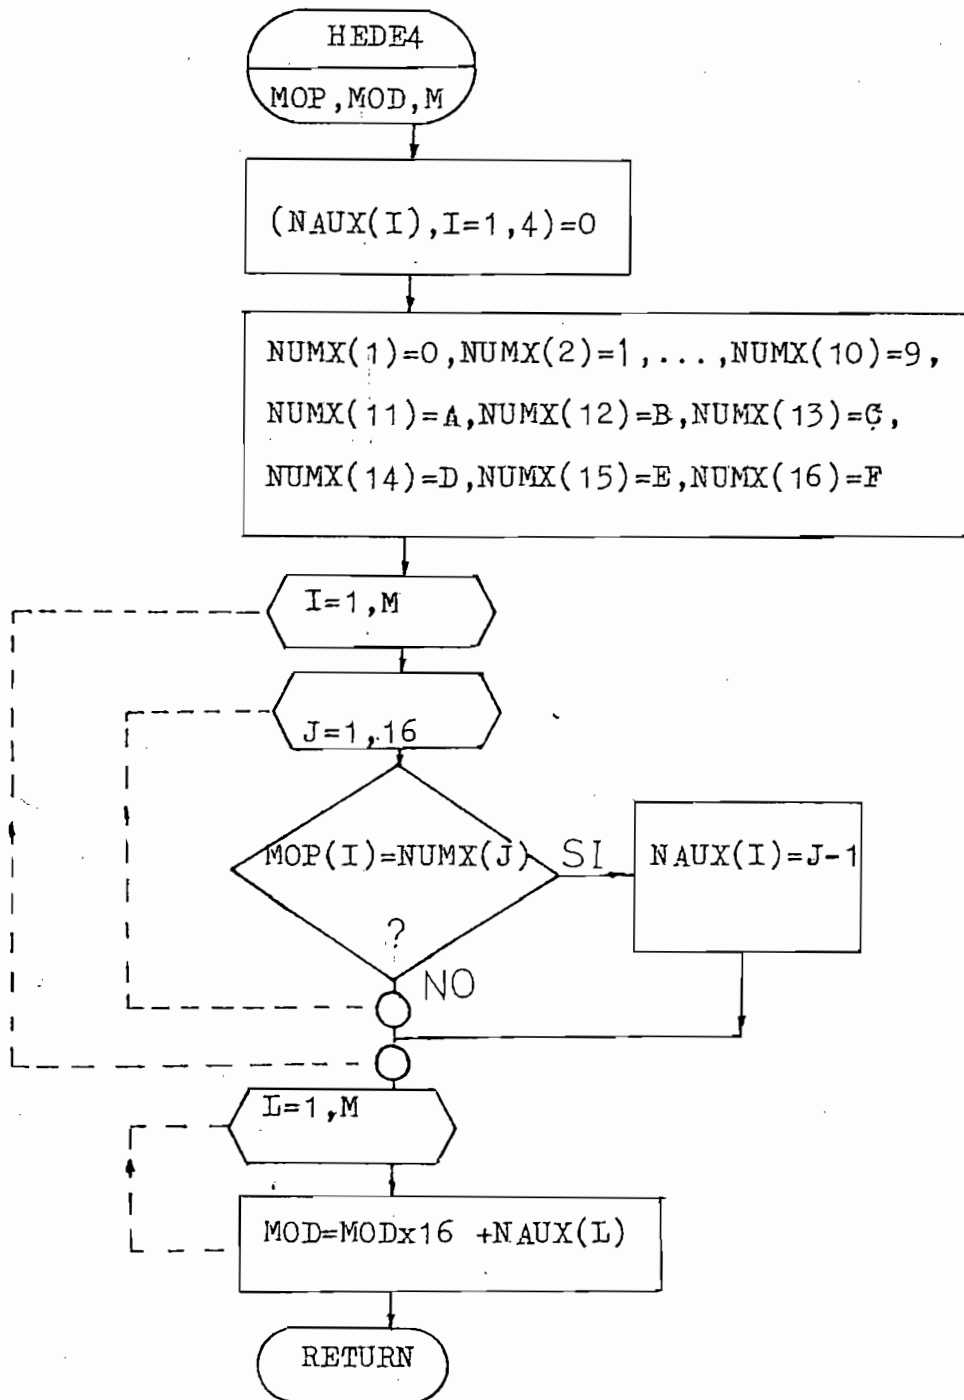 HEDE4
MOP,MOD,M
(NAUX(I),I=1,4)=0
NUMX(1)=0,NUMX(2)=1,...,NUMX(10)=9,
NUMX(11)=A,NUMX(12)=B,NUMX(13)=C,
NUMX(14)=D,NUMX(15)=E,NUMX(16)=F
I=1,M
J=1,16
MOP(I)=NUMX(J)
?
SI
NAUX(I)=J-1
NO
L=1,M
MOD=MODx16 +NAUX(L)
RETURN